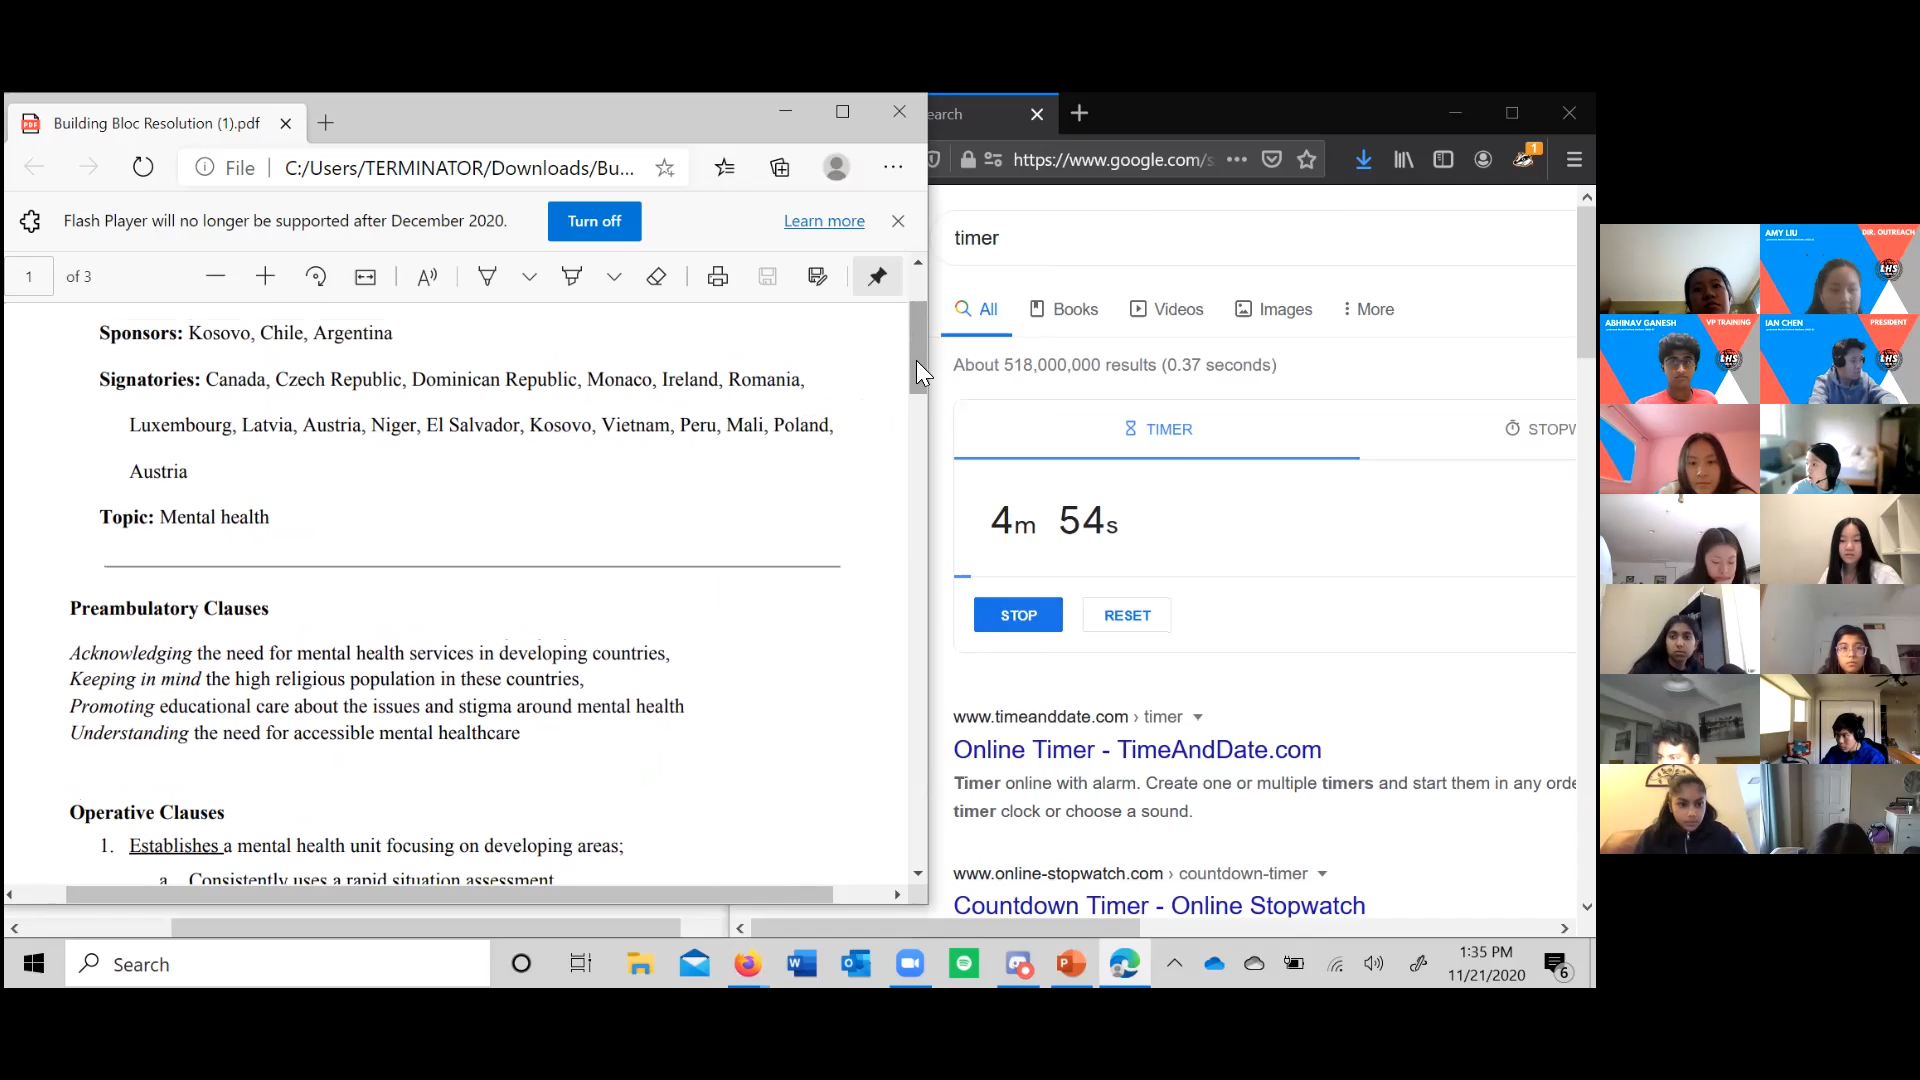 Building Bloc Resolution (1).pdf
File
C:/Users/TERMINATOR/Downloads/Bu...
Flash Player will no longer be supported after December 2020.
Turn off
Learn more
1 of 3
Sponsors: Kosovo, Chile, Argentina
Signatories: Canada, Czech Republic, Dominican Republic, Monaco, Ireland, Romania,
Luxembourg, Latvia, Austria, Niger, El Salvador, Kosovo, Vietnam, Peru, Mali, Poland,
Austria
Topic: Mental health
Preambulatory Clauses
Acknowledging the need for mental health services in developing countries,
Keeping in mind the high religious population in these countries,
Promoting educational care about the issues and stigma around mental health
Understanding the need for accessible mental healthcare
Operative Clauses
1. Establishes a mental health unit focusing on developing areas;
a. Consistently uses a rapid situation assessment
earch
https://www.google.com/s
1
timer
All
Books
Videos
Images
More
About 518,000,000 results (0.37 seconds)
TIMER
STOPW
4m 54s
STOP
RESET
www.timeanddate.com › timer
Online Timer - TimeAndDate.com
Timer online with alarm. Create one or multiple timers and start them in any orde
timer clock or choose a sound.
www.online-stopwatch.com › countdown-timer
Countdown Timer - Online Stopwatch
AMY LIU
DIR. OUTREACH
LHS
ABHINAV GANESH
VP TRAINING
LHS
IAN CHEN
PRESIDENT
LHS
Search
1:35 PM
11/21/2020
6